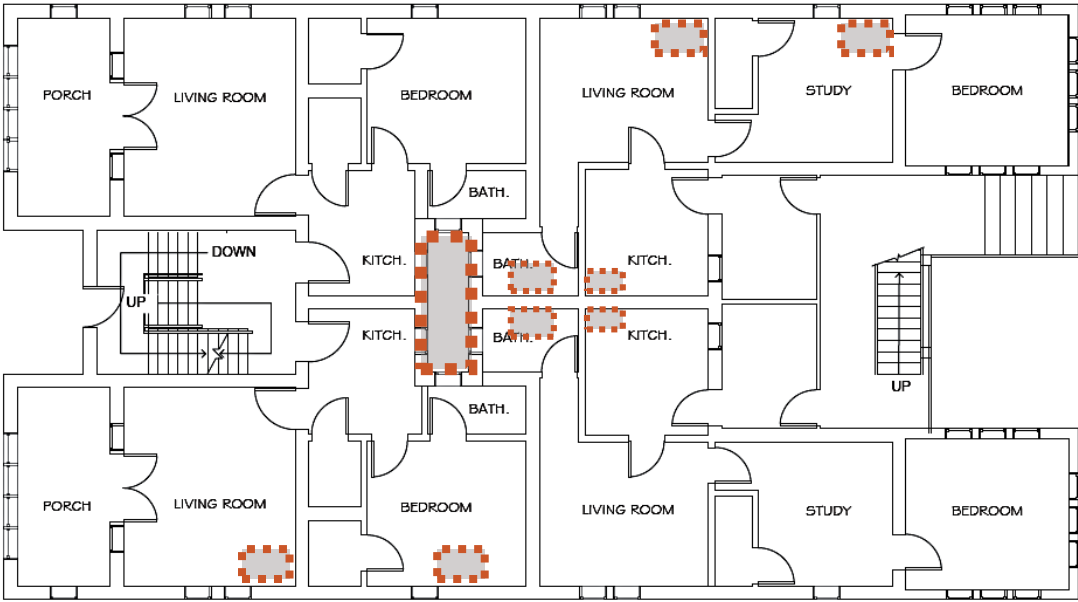 PORCH
LIVING ROOM
BEDROOM
LIVING ROOM
STUDY
BEDROOM
BATH.
DOWN
KITCH.
BATH.
KITCH.
UP
KITCH.
BATH.
KITCH.
UP
BATH.
PORCH
LIVING ROOM
BEDROOM
LIVING ROOM
STUDY
BEDROOM